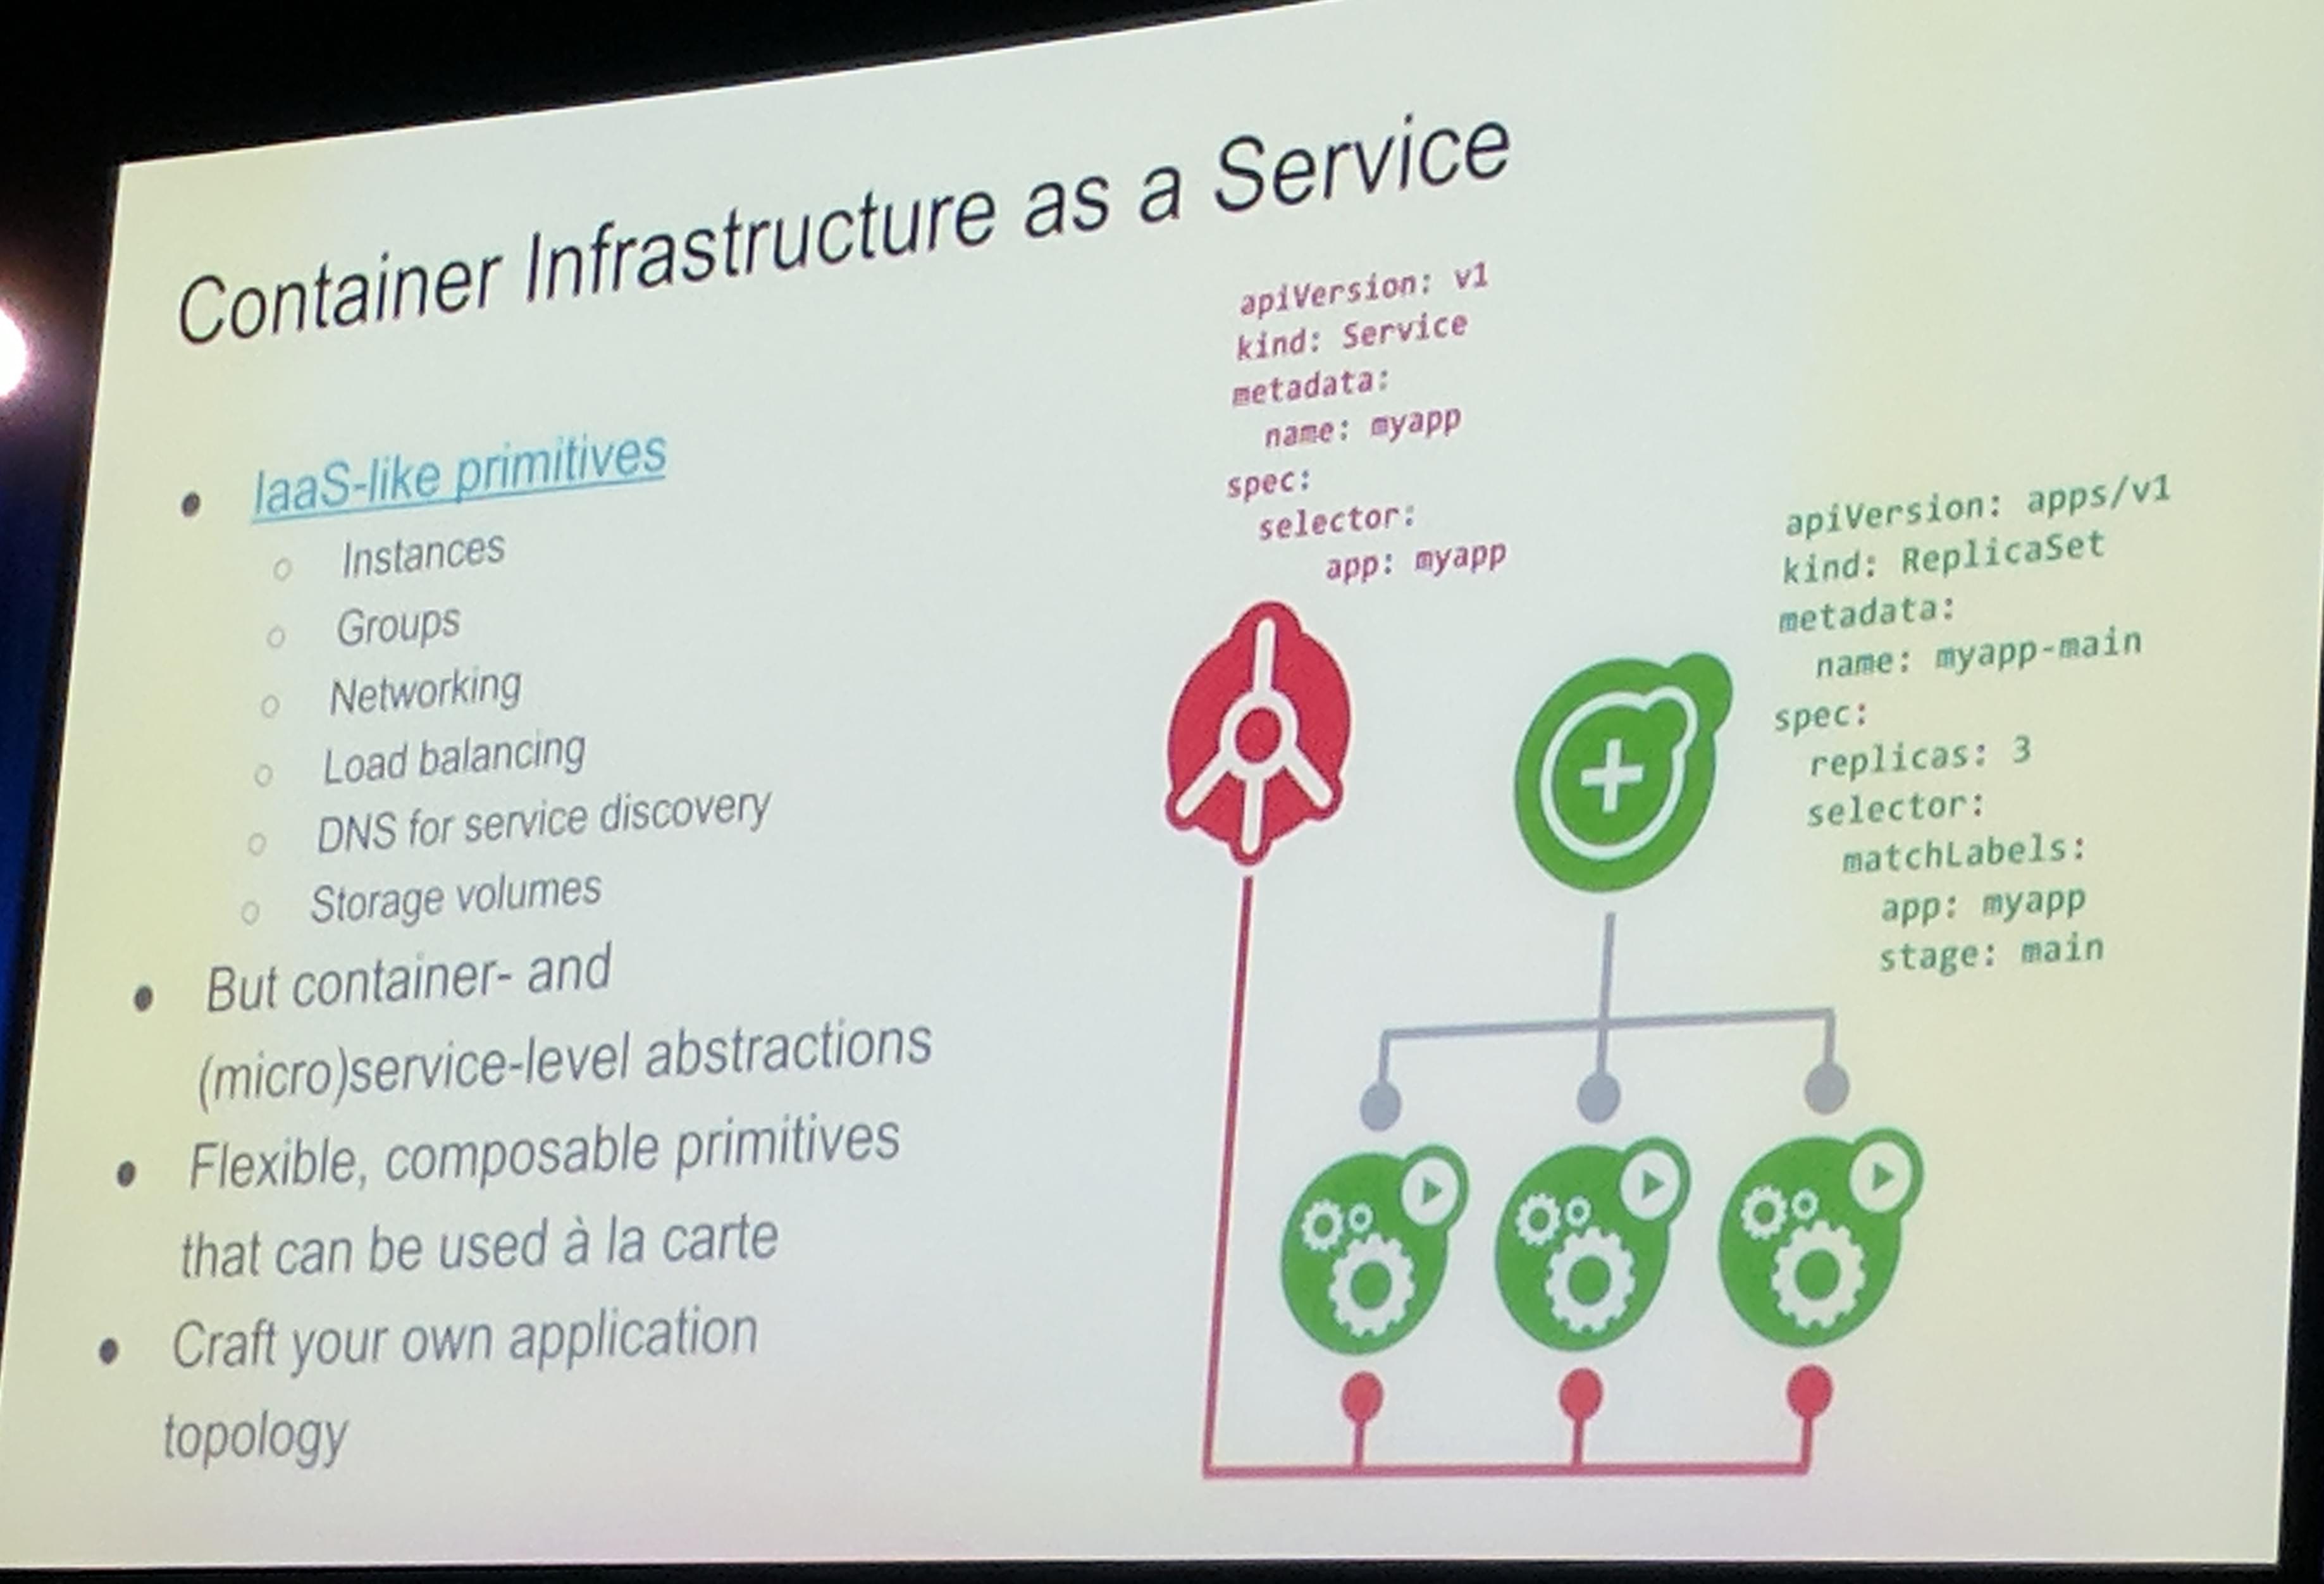 Container Infrastructure as a Service
● IaaS-like primitives
○ Instances
○ Groups
○ Networking
○ Load balancing
○ DNS for service discovery
○ Storage volumes
● But container- and
(micro)service-level abstractions
● Flexible, composable primitives
that can be used à la carte
● Craft your own application
topology
apiVersion: v1
kind: Service
metadata:
  name: myapp
spec:
  selector:
    app: myapp
apiVersion: apps/v1
kind: ReplicaSet
metadata:
  name: myapp-main
spec:
  replicas: 3
  selector:
    matchLabels:
      app: myapp
      stage: main